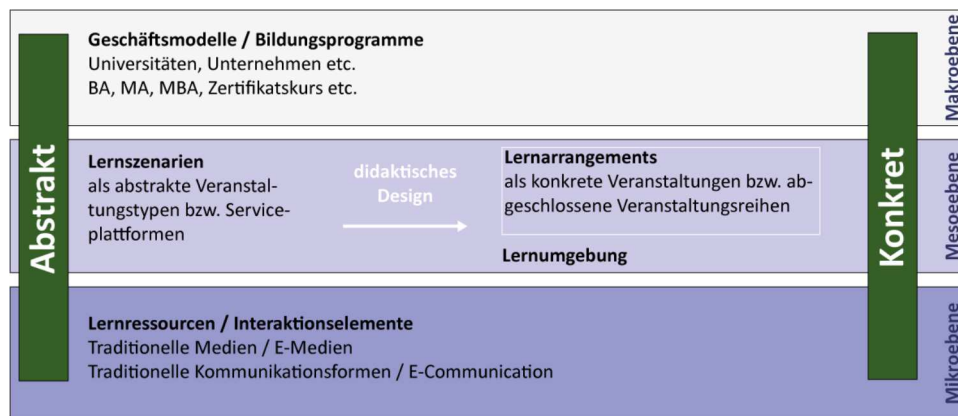 Geschäftsmodelle / Bildungsprogramme
Universitäten, Unternehmen etc.
BA, MA, MBA, Zertifikatskurs etc.
Makroebene
Abstrakt
Lernszenarien
als abstrakte Veranstal-
tungstypen bzw. Service-
plattformen
didaktisches
Design
Lernarrangements
als konkrete Veranstaltungen bzw. ab-
geschlossene Veranstaltungsreihen
Lernumgebung
Konkret
Mesoebene
Lernressourcen / Interaktionselemente
Traditionelle Medien / E-Medien
Traditionelle Kommunikationsformen / E-Communication
Mikroebene